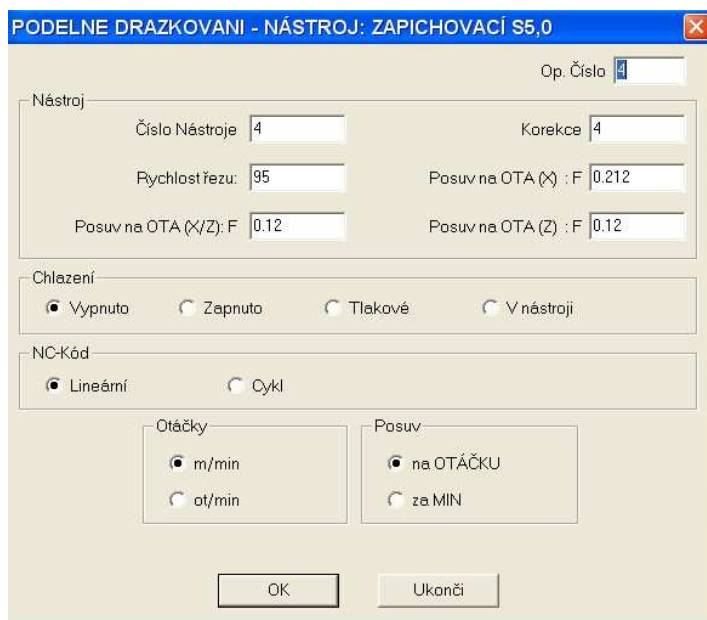 PODELNE DRAZKOVANI - NÁSTROJ: ZAPICHOVACÍ S5,0
Op. Číslo 4
Nástroj
Číslo Nástroje 4 Korekce 4
Rychlost řezu: 95 Posuv na OTA (X) : F 0.212
Posuv na OTA (X/Z): F 0.12 Posuv na OTA (Z) : F 0.12
Chlazení
Vypnuto Zapnuto Tlakové V nástroji
NC-Kód
Lineární Cykl
Otáčky Posuv
m/min na OTÁČKU
ot/min za MIN
OK Ukonči